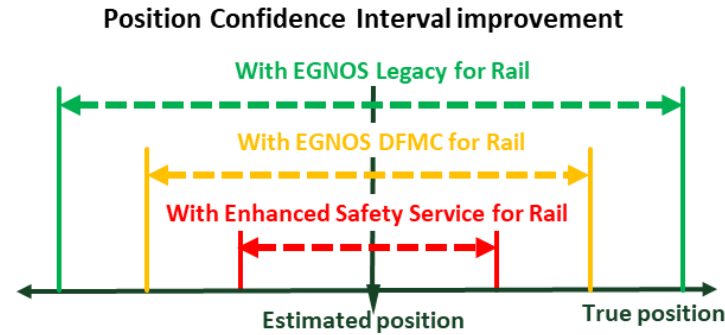 Position Confidence Interval improvement
With EGNOS Legacy for Rail
With EGNOS DFMC for Rail
With Enhanced Safety Service for Rail
Estimated position
True position